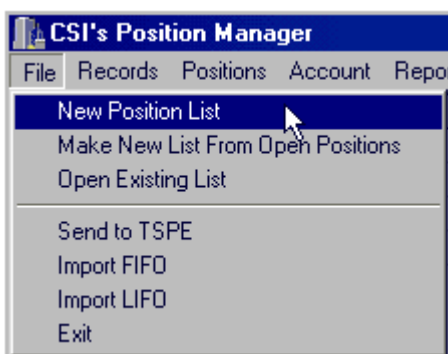 CSI's Position Manager
File Records Positions Account Repo
New Position List
Make New List From Open Positions
Open Existing List
Send to TSPE
Import FIFO
Import LIFO
Exit